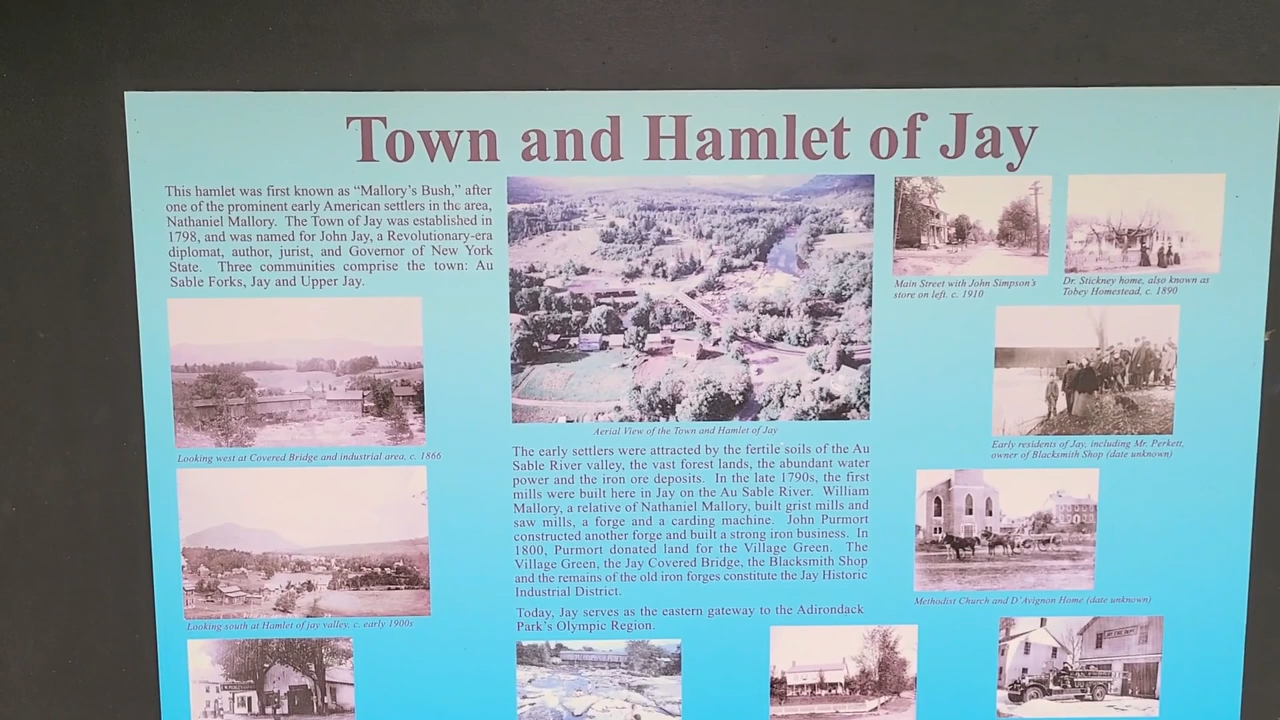 Town and Hamlet of Jay
This hamlet was first known as “Mallory’s Bush,” after
one of the prominent early American settlers in the area,
Nathaniel Mallory. The Town of Jay was established in
1798, and was named for John Jay, a Revolutionary-era
diplomat, author, jurist, and Governor of New York
State. Three communities comprise the town: Au
Sable Forks, Jay and Upper Jay.
Looking west at Covered Bridge and industrial area, c. 1866
Looking south at Hamlet of jay valley, c. early 1900s
Aerial View of the Town and Hamlet of Jay
The early settlers were attracted by the fertile soils of the Au
Sable River valley, the vast forest lands, the abundant water
power and the iron ore deposits. In the late 1790s, the first
mills were built here in Jay on the Au Sable River. William
Mallory, a relative of Nathaniel Mallory, built grist mills and
saw mills, a forge and a carding machine. John Purmort
constructed another forge and built a strong iron business. In
1800, Purmort donated land for the Village Green. The
Village Green, the Jay Covered Bridge, the Blacksmith Shop
and the remains of the old iron forges constitute the Jay Historic
Industrial District.
Today, Jay serves as the eastern gateway to the Adirondack
Park’s Olympic Region.
Main Street with John Simpson’s
store on left, c. 1910
Dr. Stickney home, also known as
Tobey Homestead, c. 1890
Early residents of Jay, including Mr. Perkett,
owner of Blacksmith Shop (date unknown)
Methodist Church and D’Avignon Home (date unknown)